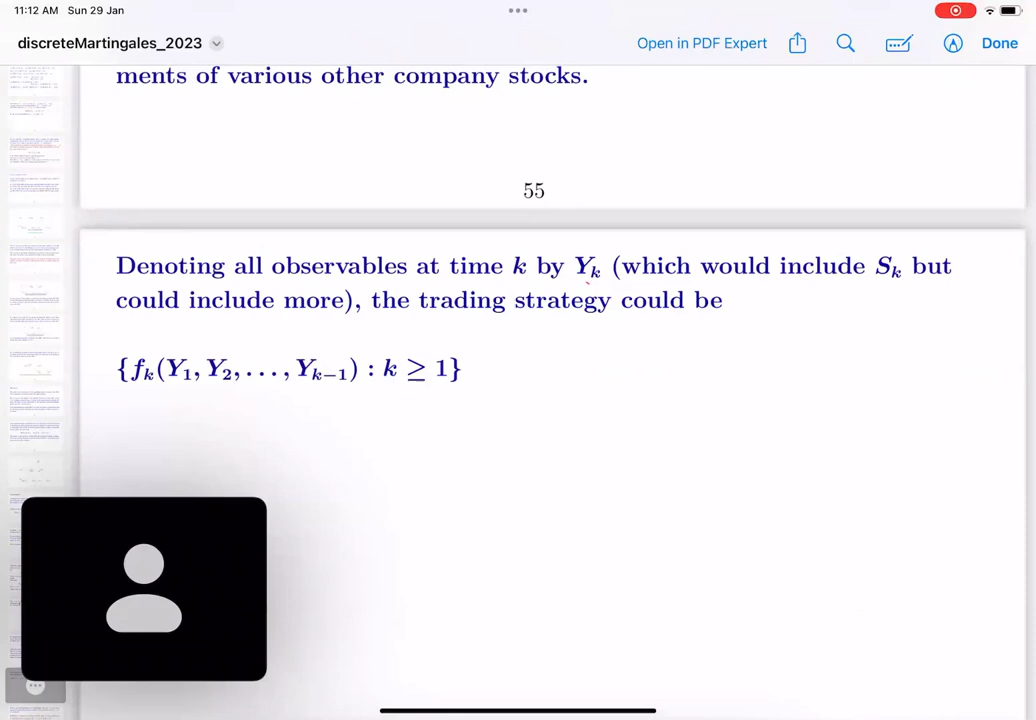 11:12 AM Sun 29 Jan
discreteMartingales_2023
Open in PDF Expert
Done
ments of various other company stocks.
55
Denoting all observables at time k by Yₖ (which would include Sₖ but
could include more), the trading strategy could be
{fₖ(Y₁, Y₂, . . . , Yₖ₋₁) : k ≥ 1}